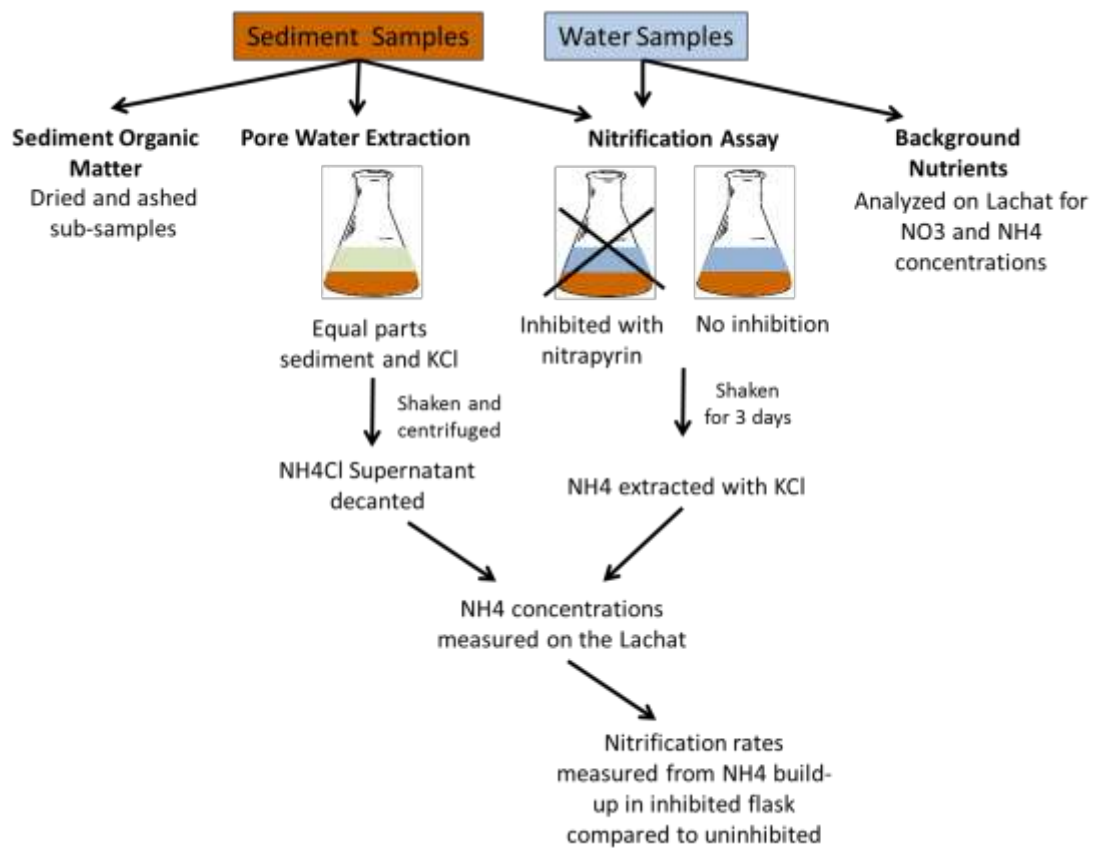 Sediment Samples
Water Samples
Sediment Organic
Matter
Dried and ashed
sub-samples
Pore Water Extraction
Equal parts
sediment and KCl
Shaken and
centrifuged
NH4Cl Supernatant
decanted
Nitrification Assay
Inhibited with
nitrapyrin
No inhibition
Shaken
for 3 days
NH4 extracted with KCl
Background
Nutrients
Analyzed on Lachat for
NO3 and NH4
concentrations
NH4 concentrations
measured on the Lachat
Nitrification rates
measured from NH4 build-
up in inhibited flask
compared to uninhibited